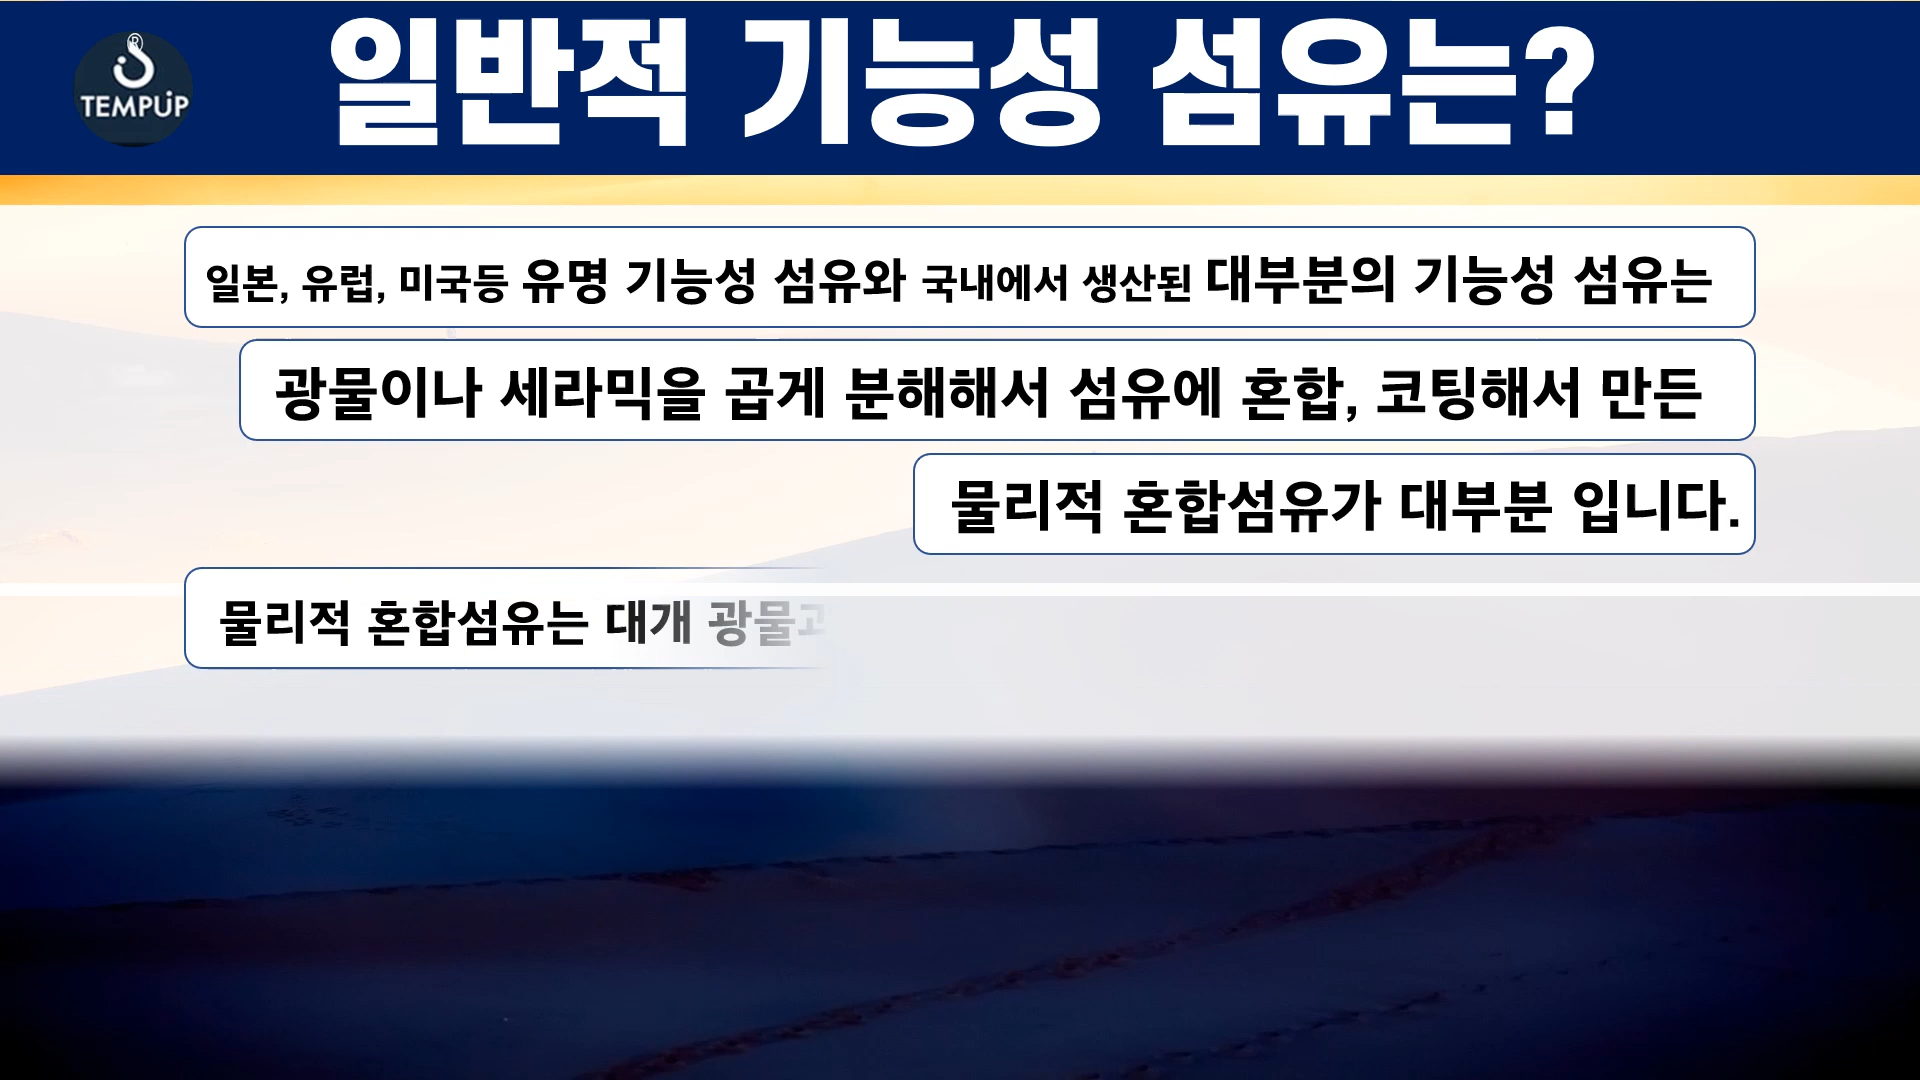 TEMPUP
일반적 기능성 섬유는?
일본, 유럽, 미국등 유명 기능성 섬유와 국내에서 생산된 대부분의 기능성 섬유는
광물이나 세라믹을 곱게 분해해서 섬유에 혼합, 코팅해서 만든
물리적 혼합섬유가 대부분 입니다.
물리적 혼합섬유는 대개 광물과